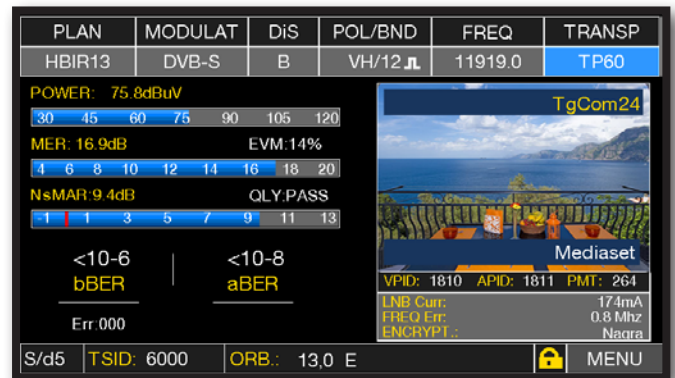 PLAN MODULAT DiS POL/BND FREQ TRANSP
HBIR13 DVB-S B VH/12 11919.0 TP60
POWER: 75.8dBuV
30 45 60 75 90 105 120
MER: 16.9dB EVM:14%
4 6 8 10 12 14 16 18 20
NsMAR:9.4dB QLY:PASS
-1 1 3 5 7 9 11 13
<10-6 <10-8
bBER aBER
Err:000
TgCom24
Mediaset
VPID: 1810 APID: 1811 PMT: 264
LNB Curr: 174mA
FREQ Err: 0.8 Mhz
ENCRYPT.: Nagra
S/d5 TSID: 6000 ORB.: 13,0 E MENU